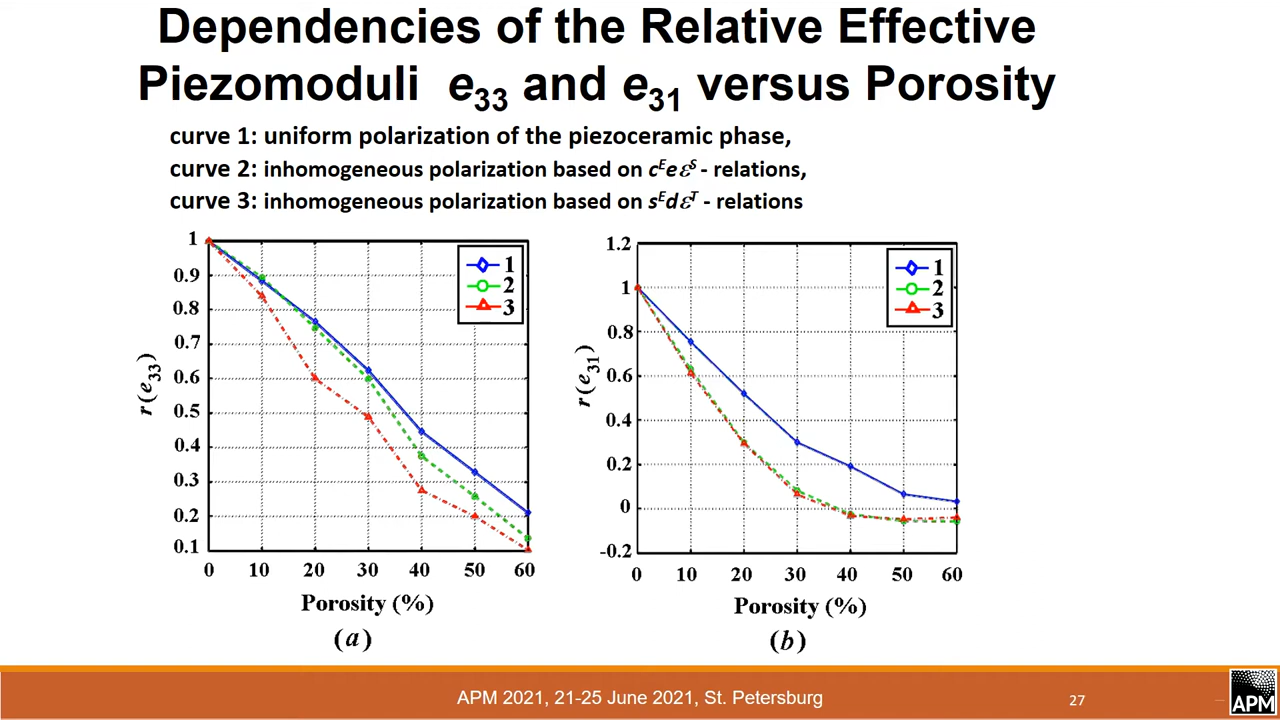 Dependencies of the Relative Effective
Piezomoduli e33 and e31 versus Porosity
curve 1: uniform polarization of the piezoceramic phase,
curve 2: inhomogeneous polarization based on cEeεS - relations,
curve 3: inhomogeneous polarization based on sEdεT - relations
1
0.9
0.8
0.7
0.6
0.5
0.4
0.3
0.2
0.1
r(e33)
1
2
3
0 10 20 30 40 50 60
Porosity (%)
(a)
1.2
1
0.8
0.6
0.4
0.2
0
-0.2
r(e31)
1
2
3
0 10 20 30 40 50 60
Porosity (%)
(b)
APM 2021, 21-25 June 2021, St. Petersburg
27
APM